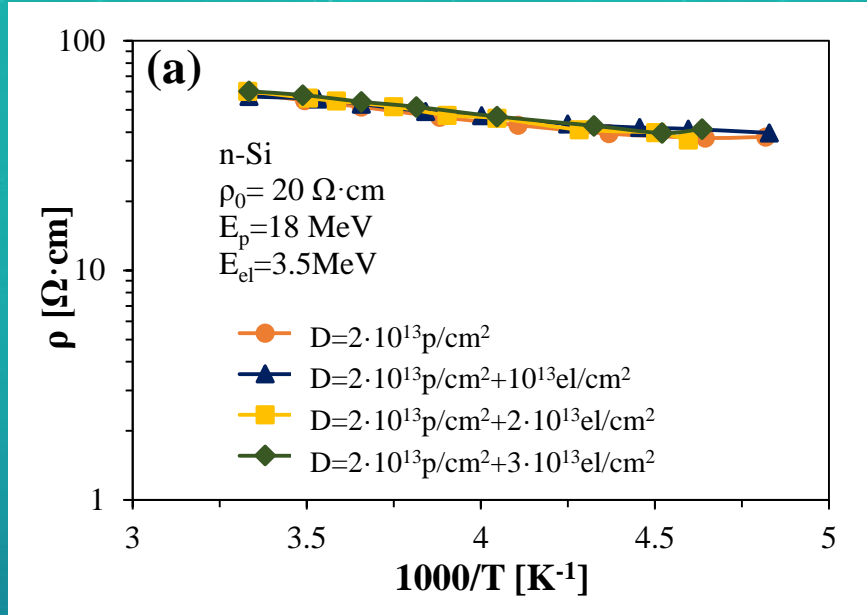 (a)
100
10
1
ρ [Ω·cm]
n-Si
ρ₀= 20 Ω·cm
Eₚ=18 MeV
Eₑₗ=3.5MeV
D=2·10¹³p/cm²
D=2·10¹³p/cm²+10¹³el/cm²
D=2·10¹³p/cm²+2·10¹³el/cm²
D=2·10¹³p/cm²+3·10¹³el/cm²
3 3.5 4 4.5 5
1000/T [K⁻¹]